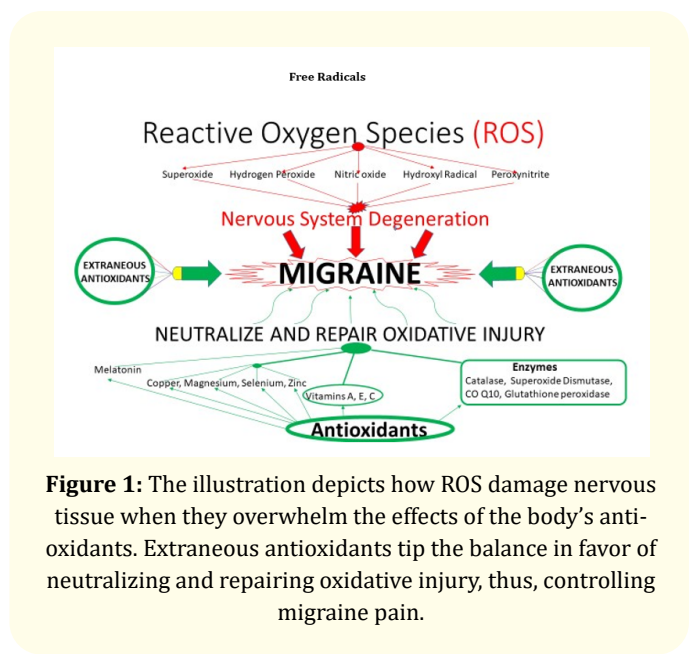 Free Radicals
Reactive Oxygen Species (ROS)
Superoxide Hydrogen Peroxide Nitric oxide Hydroxyl Radical Peroxynitrite
Nervous System Degeneration
EXTRANEOUS
ANTIOXIDANTS
MIGRAINE
EXTRANEOUS
ANTIOXIDANTS
NEUTRALIZE AND REPAIR OXIDATIVE INJURY
Melatonin
Copper, Magnesium, Selenium, Zinc
Vitamins A, E, C
Enzymes
Catalase, Superoxide Dismutase,
CO Q10, Glutathione peroxidase
Antioxidants
Figure 1: The illustration depicts how ROS damage nervous
tissue when they overwhelm the effects of the body’s anti-
oxidants. Extraneous antioxidants tip the balance in favor of
neutralizing and repairing oxidative injury, thus, controlling
migraine pain.